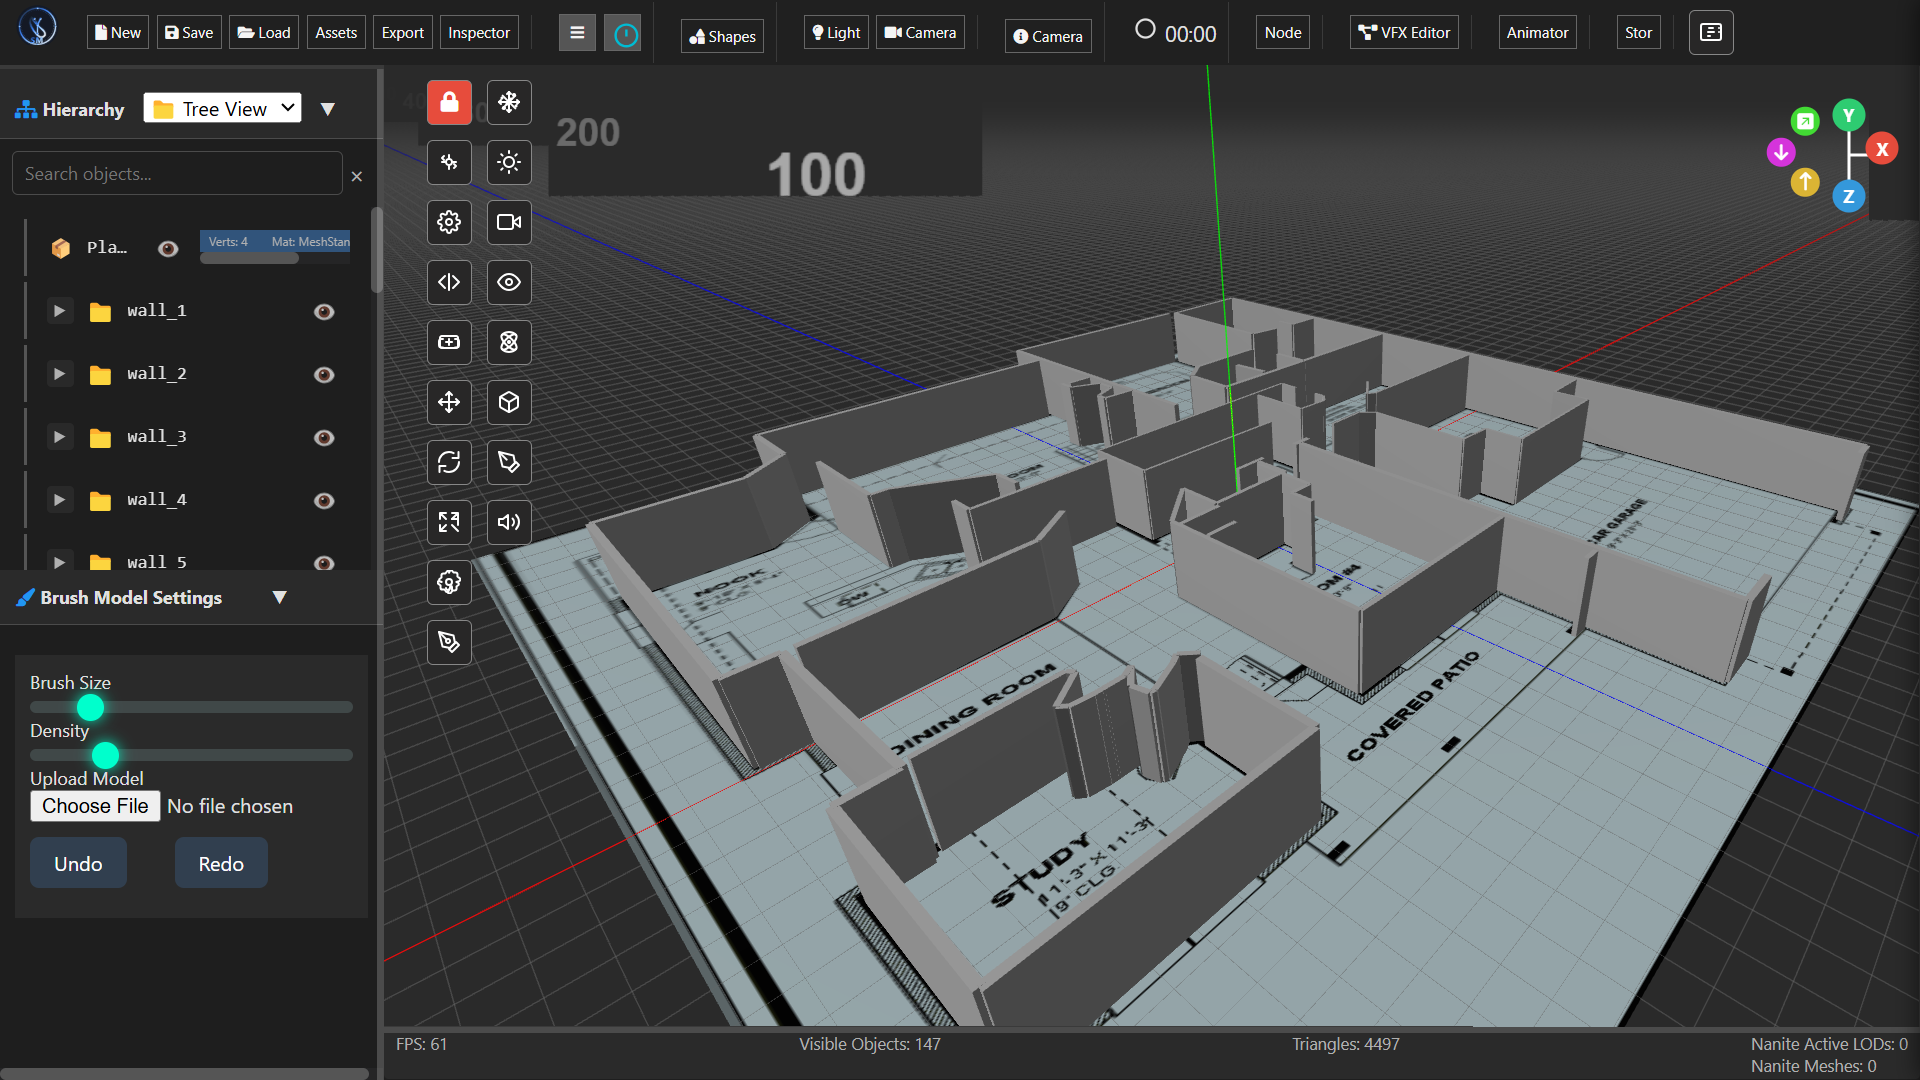 New Save Load Assets Export Inspector Shapes Light Camera Camera 00:00 Node VFX Editor Animator Stor
Hierarchy Tree View
Search objects...
Pla... Verts: 4 Mat: MeshStan
wall_1
wall_2
wall_3
wall_4
wall_5
Brush Model Settings
Brush Size
Density
Upload Model
Choose File No file chosen
Undo Redo
200
100
Y
X
Z
NOOK
DINING ROOM
STUDY
11'-3" X 11'-3"
9' CLG
COVERED PATIO
OM #4
CAR GARAGE
FPS: 61 Visible Objects: 147 Triangles: 4497 Nanite Active LODs: 0
Nanite Meshes: 0